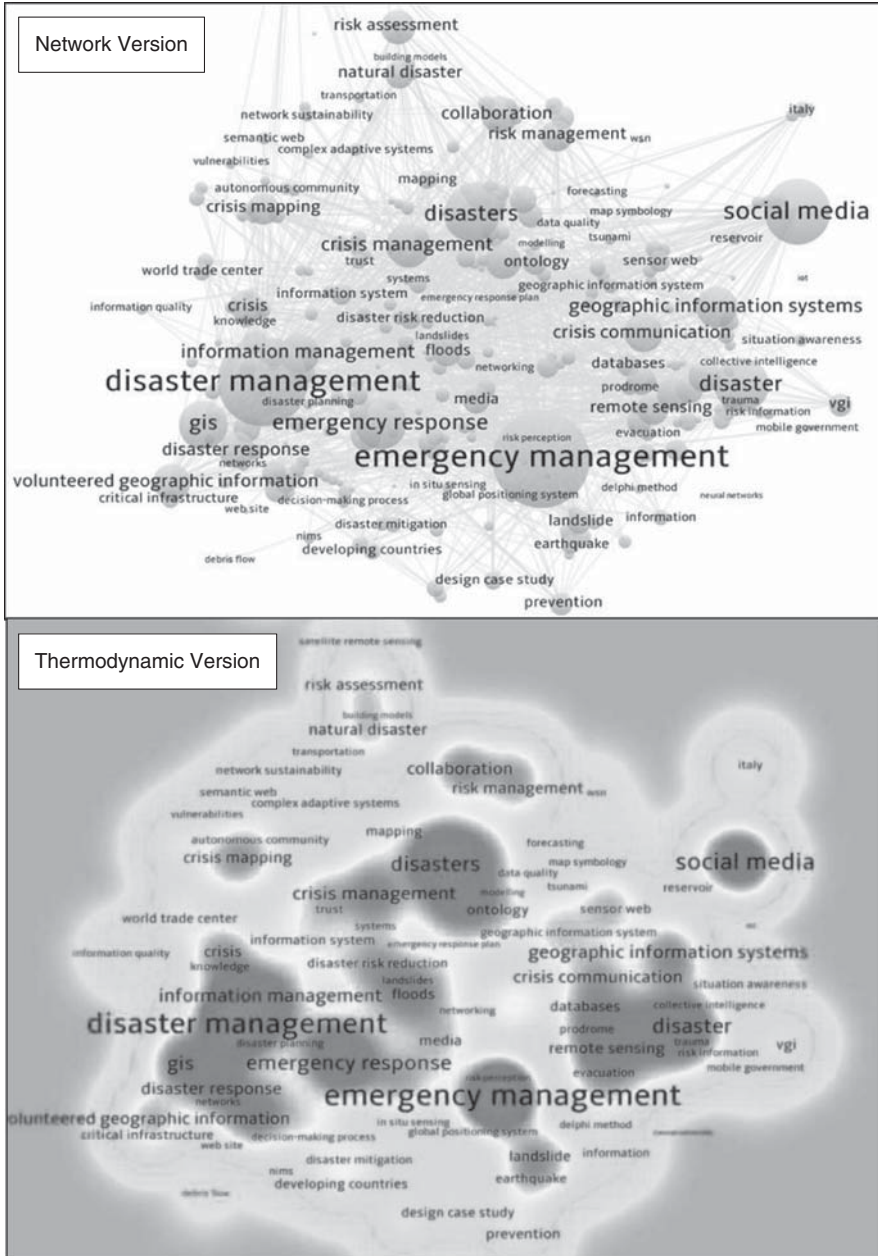 Network Version
risk assessment
building models
natural disaster
transportation
network sustainability
collaboration
italy
risk management
wsn
semantic web
complex adaptive systems
vulnerabilities
mapping
autonomous community
forecasting
crisis mapping
disasters
map symbology
social media
data quality
crisis management
modelling
tsunami
reservoir
trust
ontology
sensor web
world trade center
systems
information system
geographic information system
emergency response plan
information quality
crisis
geographic information systems
knowledge
disaster risk reduction
landslides
crisis communication
situation awareness
information management
floods
networking
databases
collective intelligence
disaster management
prodrome
disaster
disaster planning
media
remote sensing
trauma
risk information
vgi
gis
emergency response
evacuation
mobile government
risk perception
disaster response
networks
emergency management
volunteered geographic information
in situ sensing
delphi method
critical infrastructure
decision-making process
global positioning system
neural networks
web site
disaster mitigation
landslide
information
nims
developing countries
earthquake
debris flow
design case study
prevention
Thermodynamic Version
satellite remote sensing
risk assessment
building models
natural disaster
transportation
network sustainability
collaboration
italy
semantic web
risk management
wsn
complex adaptive systems
vulnerabilities
mapping
autonomous community
forecasting
crisis mapping
disasters
map symbology
social media
data quality
crisis management
modelling
tsunami
reservoir
trust
ontology
sensor web
world trade center
systems
geographic information system
information system
emergency response plan
information quality
crisis
geographic information systems
knowledge
disaster risk reduction
landslides
crisis communication
situation awareness
information management
floods
networking
databases
collective intelligence
disaster management
prodrome
disaster
disaster planning
media
remote sensing
trauma
risk information
vgi
gis
emergency response
evacuation
mobile government
risk perception
disaster response
networks
emergency management
olunteered geographic information
in situ sensing
delphi method
critical infrastructure
decision-making process
global positioning system
web site
disaster mitigation
landslide
information
nims
developing countries
earthquake
debris flow
design case study
prevention